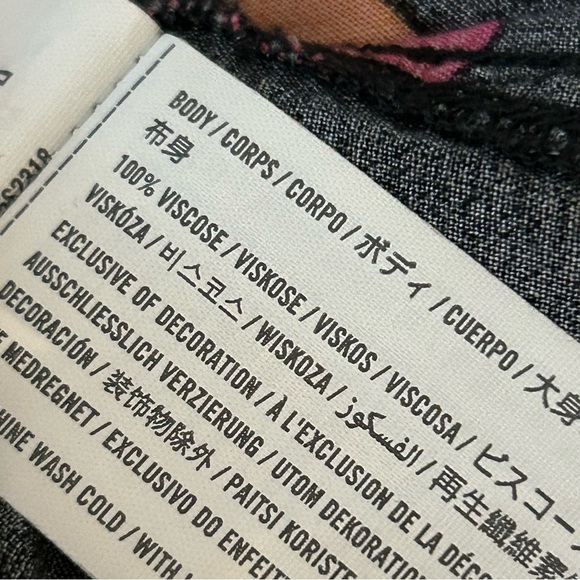 BODY / CORPS / CORPO / ボディ / CUERPO / 大身
布身
100% VISCOSE / VISKOSE / VISKOS / VISCOSA / ビスコー
VISKÓZA / 비스코스 / WISKOZA / الفسكوز / 再生纖維素
EXCLUSIVE OF DECORATION / À L'EXCLUSION DE LA DÉC
AUSSCHLIESSLICH VERZIERUNG / UTOM DEKORATION
DECORACIÓN / 装饰物除外 / PAITSI KORISTE
MEDREGNET / EXCLUSIVO DO ENFEIT
HINE WASH COLD / WITH
2218